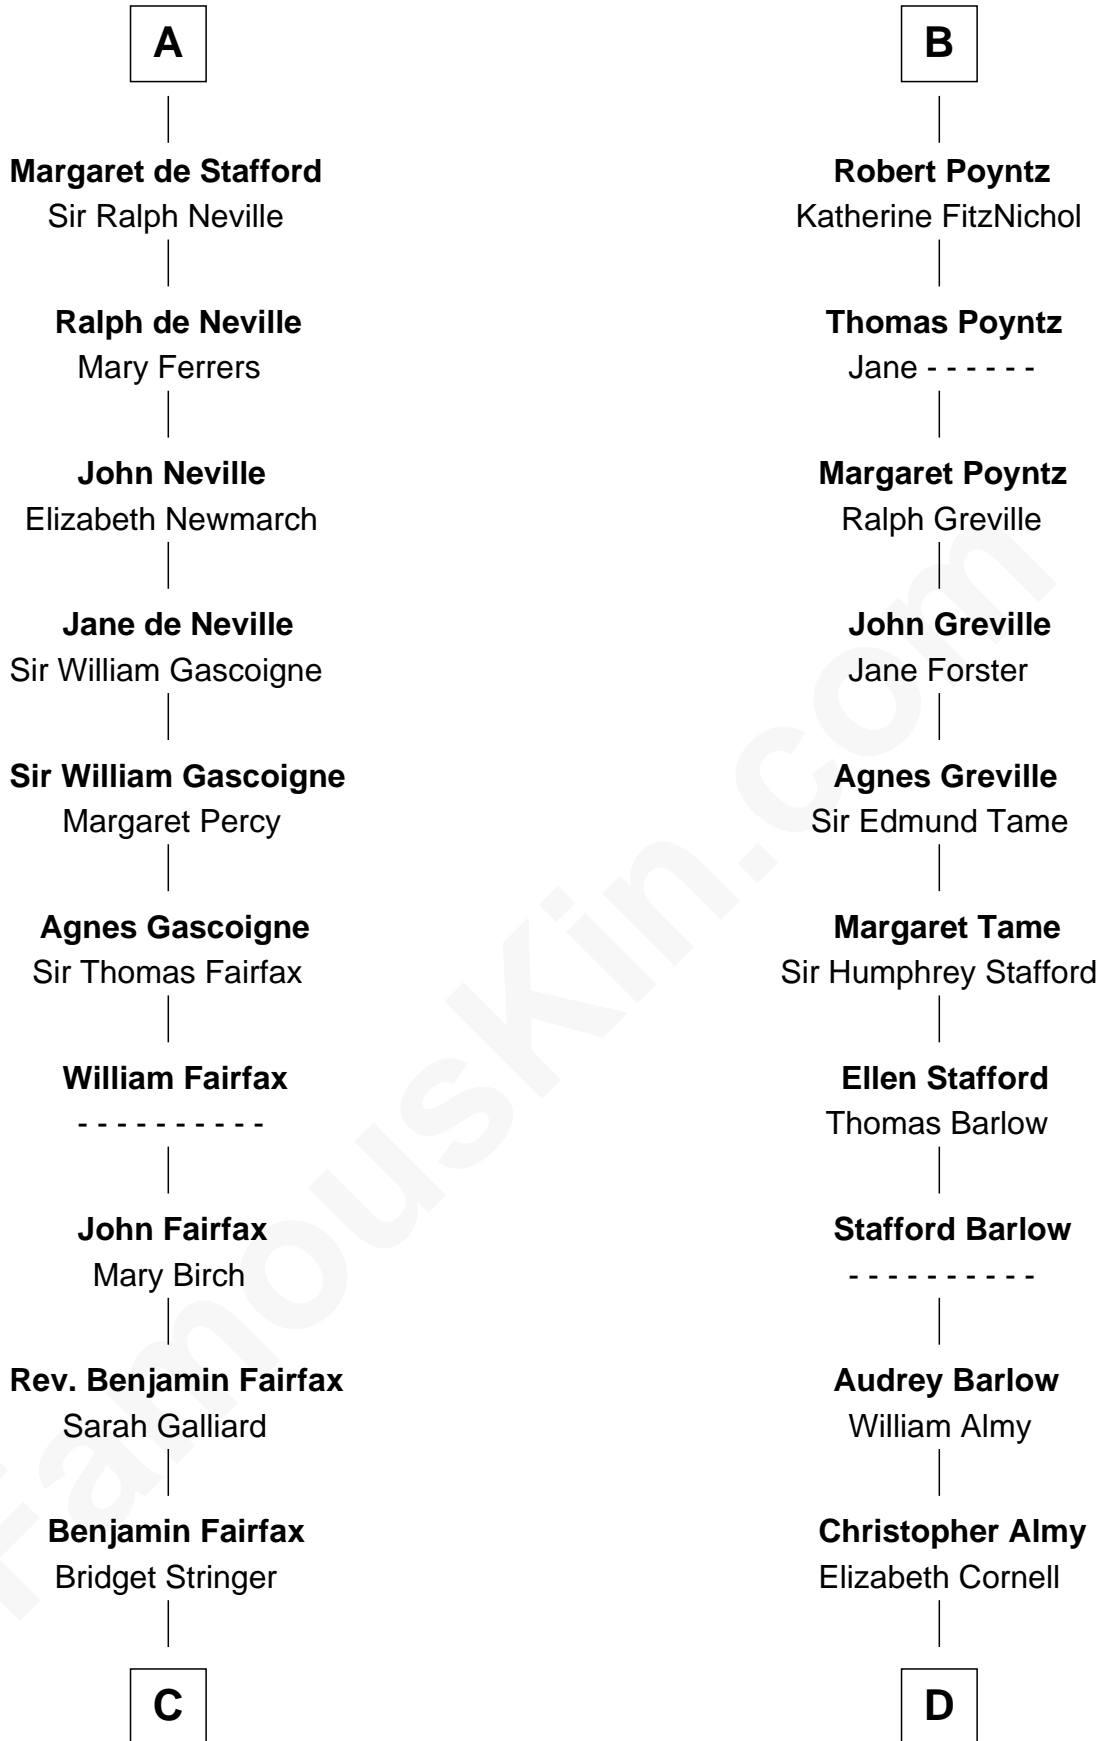 A
Margaret de Stafford
Sir Ralph Neville
Ralph de Neville
Mary Ferrers
John Neville
Elizabeth Newmarch
Jane de Neville
Sir William Gascoigne
Sir William Gascoigne
Margaret Percy
Agnes Gascoigne
Sir Thomas Fairfax
William Fairfax
- - - - - - - - - -
John Fairfax
Mary Birch
Rev. Benjamin Fairfax
Sarah Galliard
Benjamin Fairfax
Bridget Stringer
C
B
Robert Poyntz
Katherine FitzNichol
Thomas Poyntz
Jane - - - - - -
Margaret Poyntz
Ralph Greville
John Greville
Jane Forster
Agnes Greville
Sir Edmund Tame
Margaret Tame
Sir Humphrey Stafford
Ellen Stafford
Thomas Barlow
Stafford Barlow
- - - - - - - - - -
Audrey Barlow
William Almy
Christopher Almy
Elizabeth Cornell
D
FamousKin.com